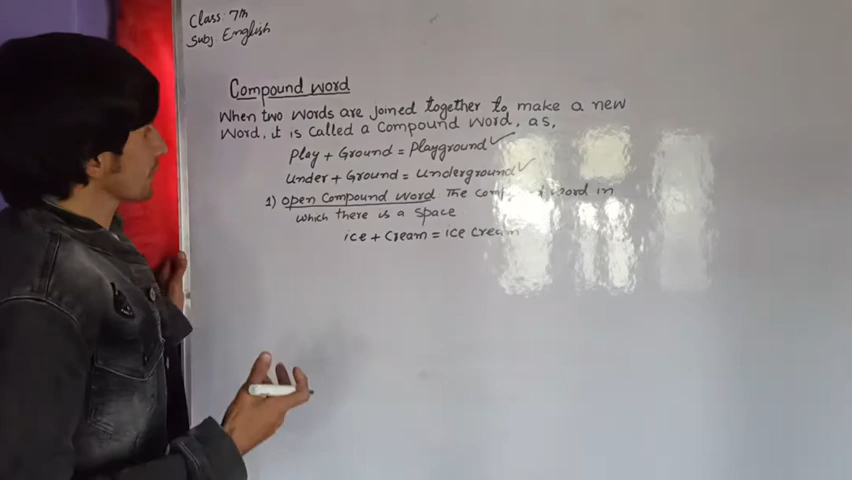 Class: 7th
Subj: English
Compound word
When two words are joined together to make a new
word, it is called a compound word, as,
Play + Ground = Playground ✓
Under + Ground = Underground ✓
1) open compound word The word in
which there is a space
ice + cream = ice cream